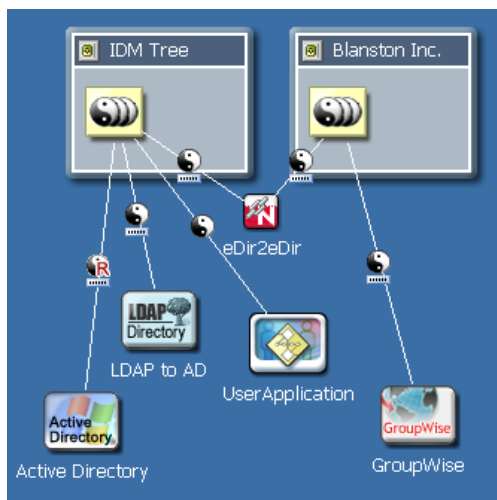 IDM Tree
Blanston Inc.
N
eDir2eDir
R
LDAP
Directory
LDAP to AD
UserApplication
Active
Directory
Active Directory
GroupWise
GroupWise